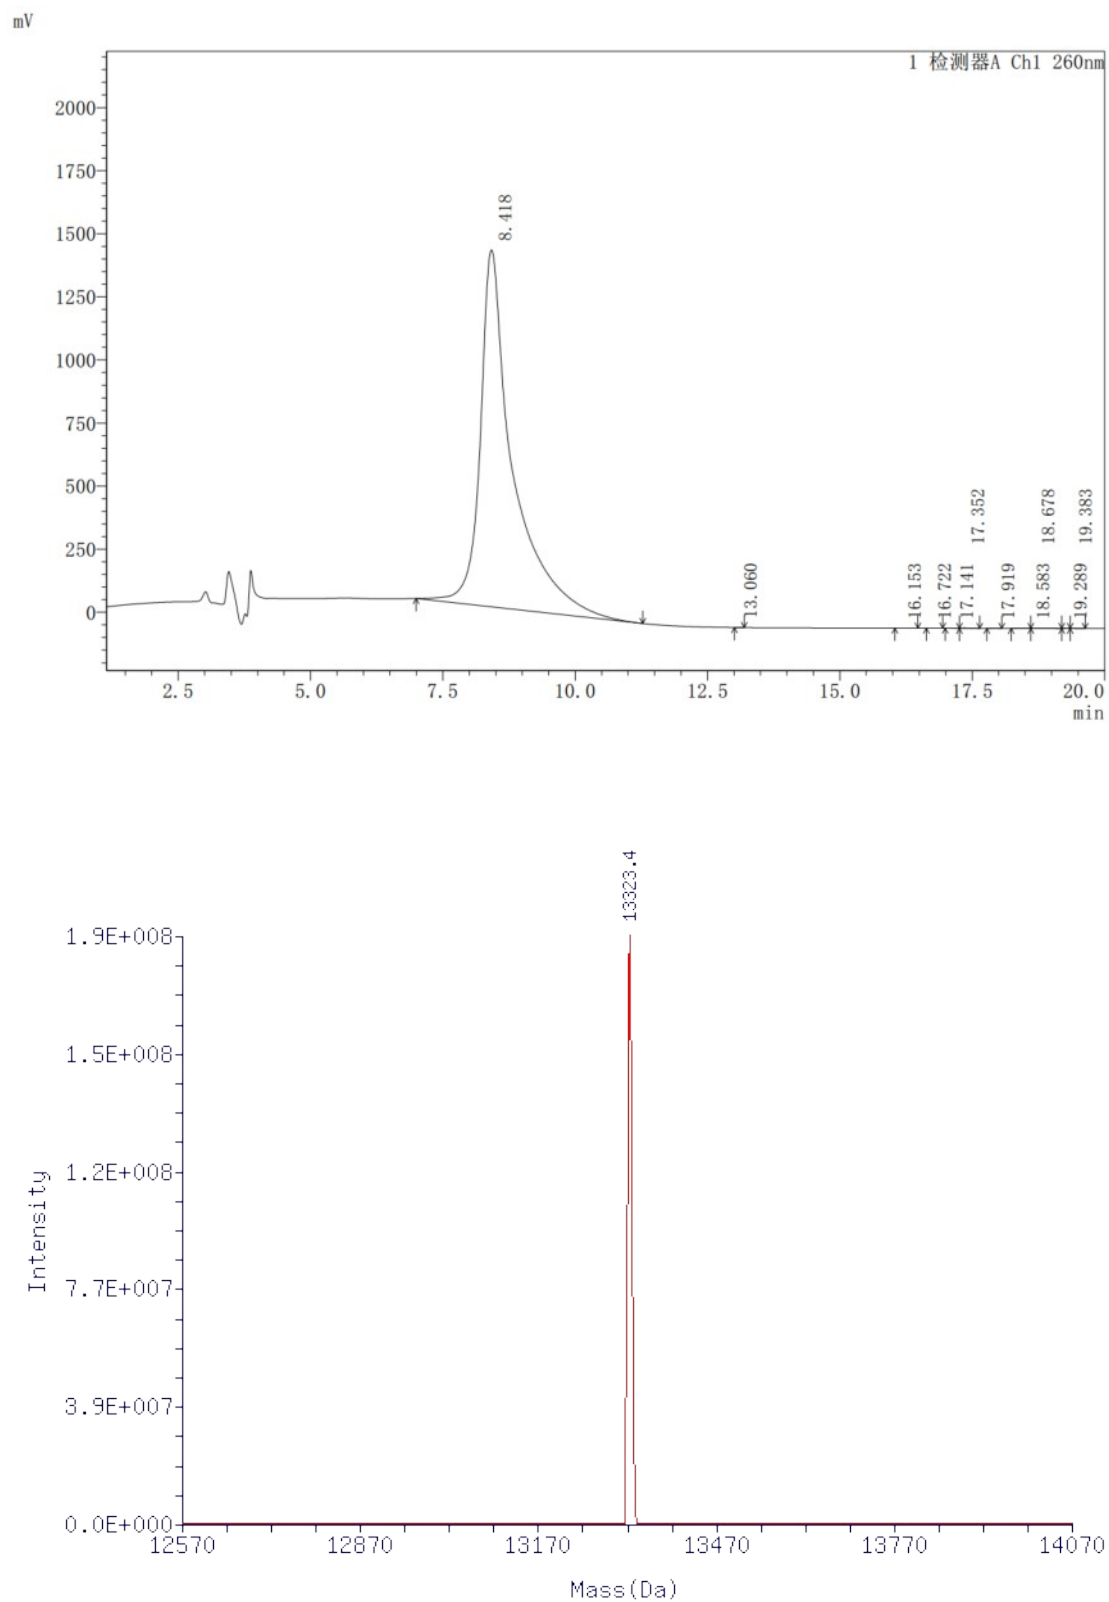 mV
1 检测器A Ch1 260nm
2000
1750
1500
1250
1000
750
500
250
0
8.418
13.060
16.153
16.722
17.141
17.352
17.919
18.583
18.678
19.289
19.383
2.5 5.0 7.5 10.0 12.5 15.0 17.5 20.0
min
13323.4
1.9E+008
1.5E+008
1.2E+008
7.7E+007
3.9E+007
0.0E+000
Intensity
12570 12870 13170 13470 13770 14070
Mass(Da)